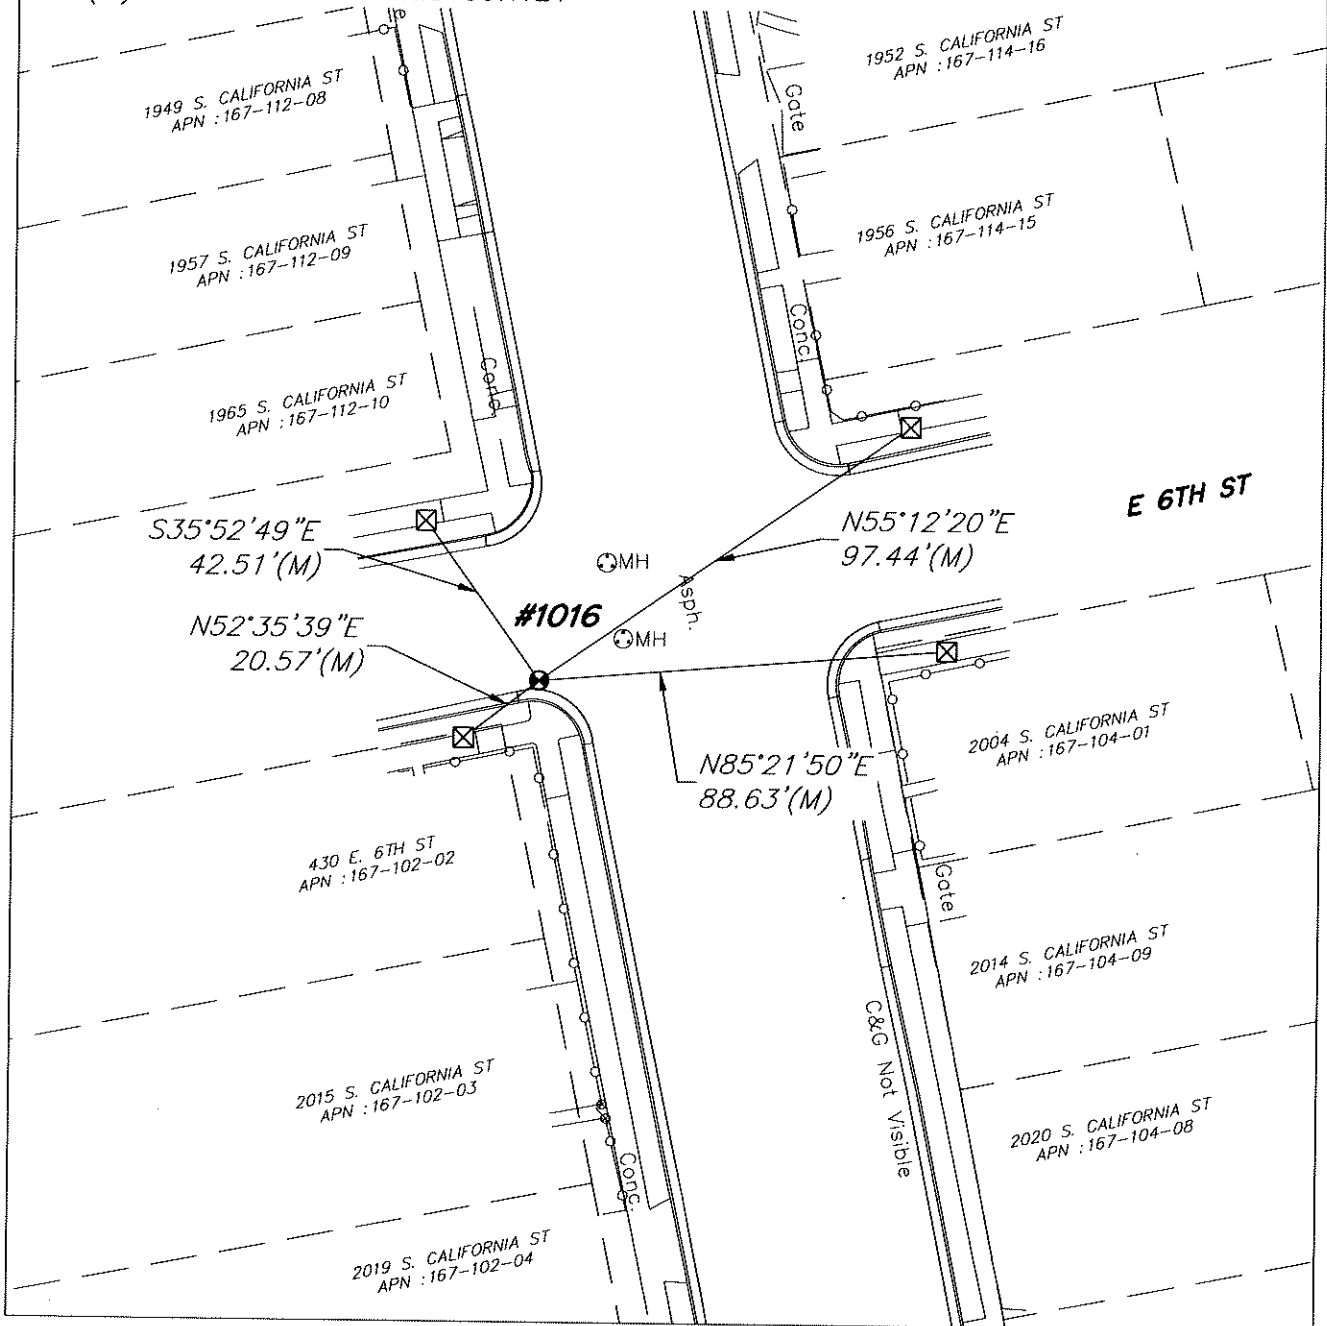 1949 S. CALIFORNIA ST
APN :167-112-08
1952 S. CALIFORNIA ST
APN :167-114-16
Gate
1957 S. CALIFORNIA ST
APN :167-112-09
1956 S. CALIFORNIA ST
APN :167-114-15
Conc
1965 S. CALIFORNIA ST
APN :167-112-10
Conc
E 6TH ST
S35°52'49"E
42.51'(M)
N55°12'20"E
97.44'(M)
MH
Asph.
#1016
MH
N52°35'39"E
20.57'(M)
N85°21'50"E
88.63'(M)
2004 S. CALIFORNIA ST
APN :167-104-01
430 E. 6TH ST
APN :167-102-02
Gate
2014 S. CALIFORNIA ST
APN :167-104-09
C&G Not Visible
2015 S. CALIFORNIA ST
APN :167-102-03
2020 S. CALIFORNIA ST
APN :167-104-08
Conc.
2019 S. CALIFORNIA ST
APN :167-102-04